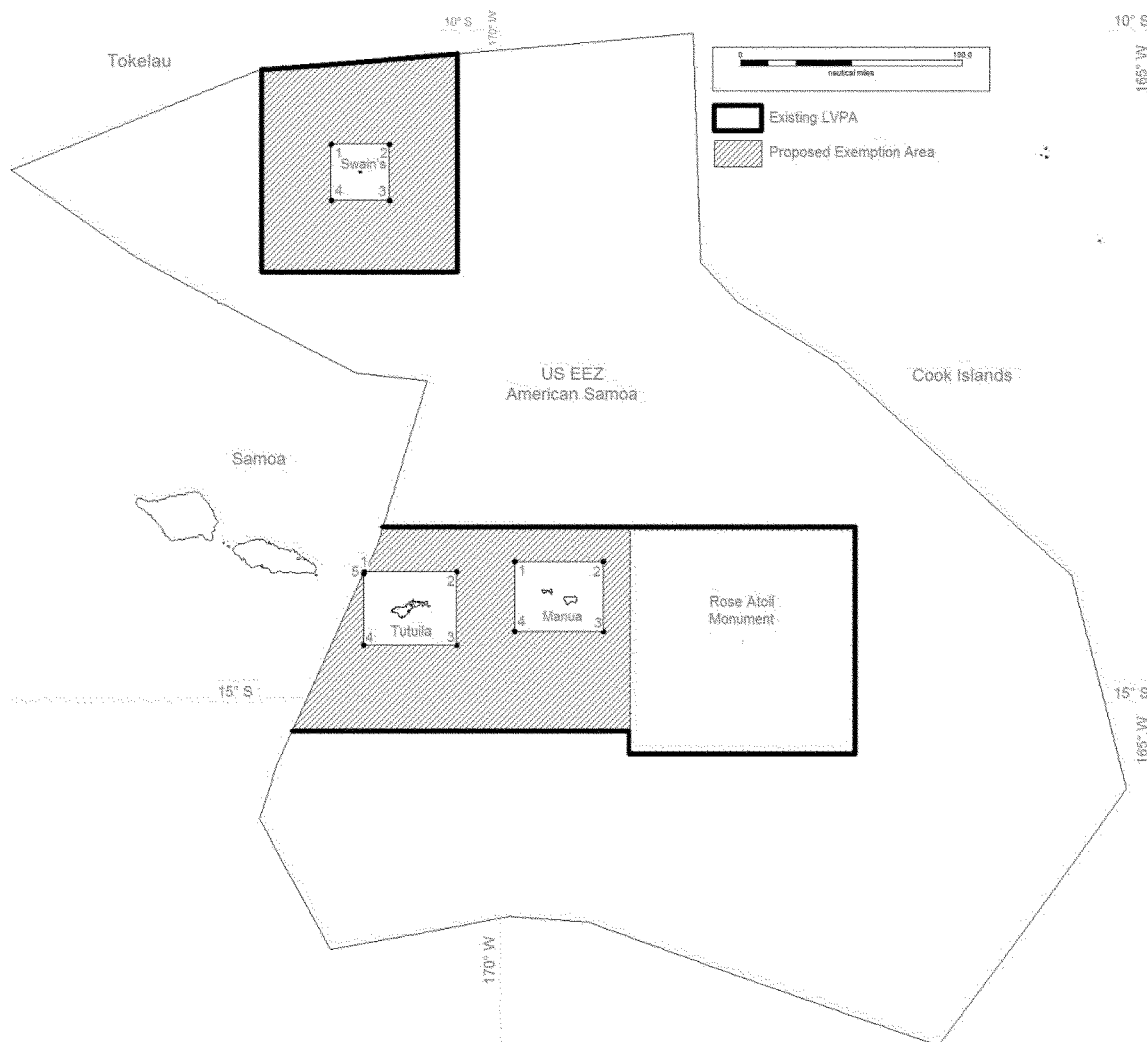 10° S
170° W
10° S
Tokelau
0
100.0
nautical miles
165° W
Existing LVPA
Proposed Exemption Area
1
2
Swain's
4
3
US EEZ
American Samoa
Cook Islands
Samoa
1
5
2
1
2
4
3
Tutuila
4
3
Manua
Rose Atoll
Monument
15° S
15° S
165° W
170° W